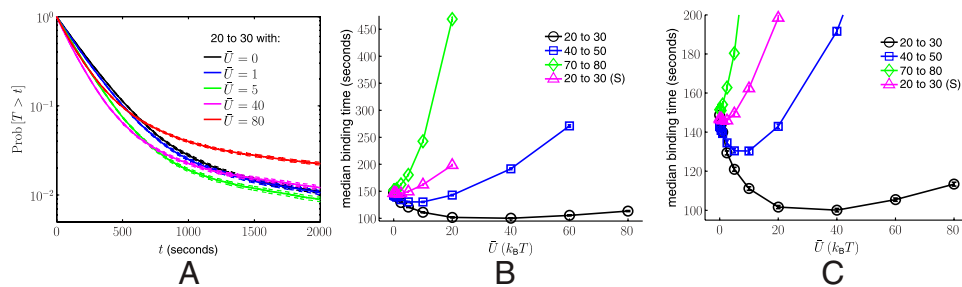 20 to 30 with:
Ū = 0
Ū = 1
Ū = 5
Ū = 40
Ū = 80
Prob [T > t]
10⁰
10⁻¹
10⁻²
0 500 1000 1500 2000
t (seconds)
A
B
median binding time (seconds)
450
400
350
300
250
200
150
100
20 to 30
40 to 50
70 to 80
20 to 30 (S)
0 20 40 60 80
Ū (k_BT)
B
C
median binding time (seconds)
200
180
160
140
120
100
20 to 30
40 to 50
70 to 80
20 to 30 (S)
0 20 40 60 80
Ū (k_BT)
C